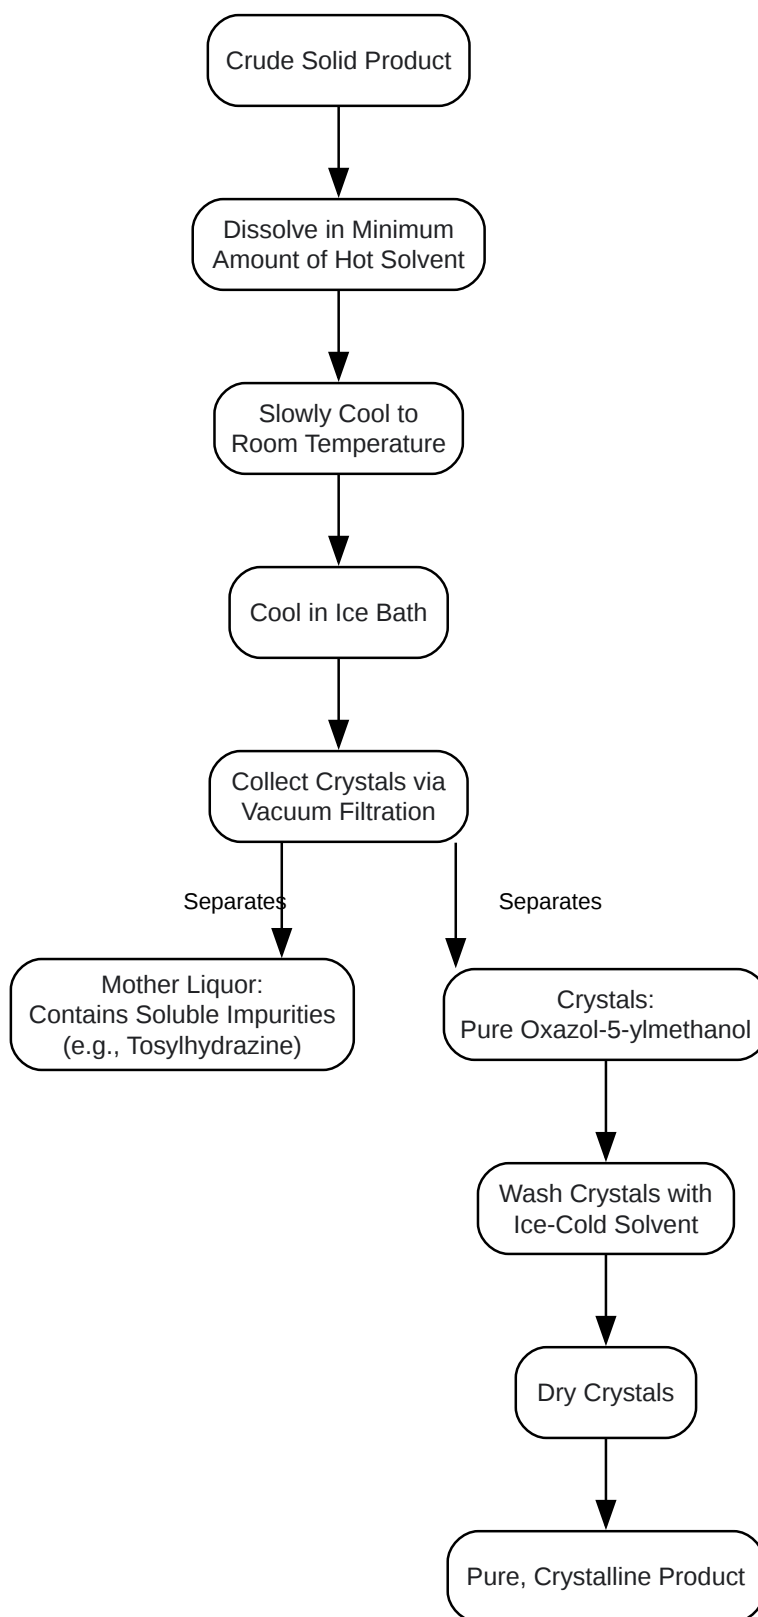 Crude Solid Product
Dissolve in Minimum
Amount of Hot Solvent
Slowly Cool to
Room Temperature
Cool in Ice Bath
Collect Crystals via
Vacuum Filtration
Separates
Separates
Mother Liquor:
Contains Soluble Impurities
(e.g., Tosylhydrazine)
Crystals:
Pure Oxazol-5-ylmethanol
Wash Crystals with
Ice-Cold Solvent
Dry Crystals
Pure, Crystalline Product